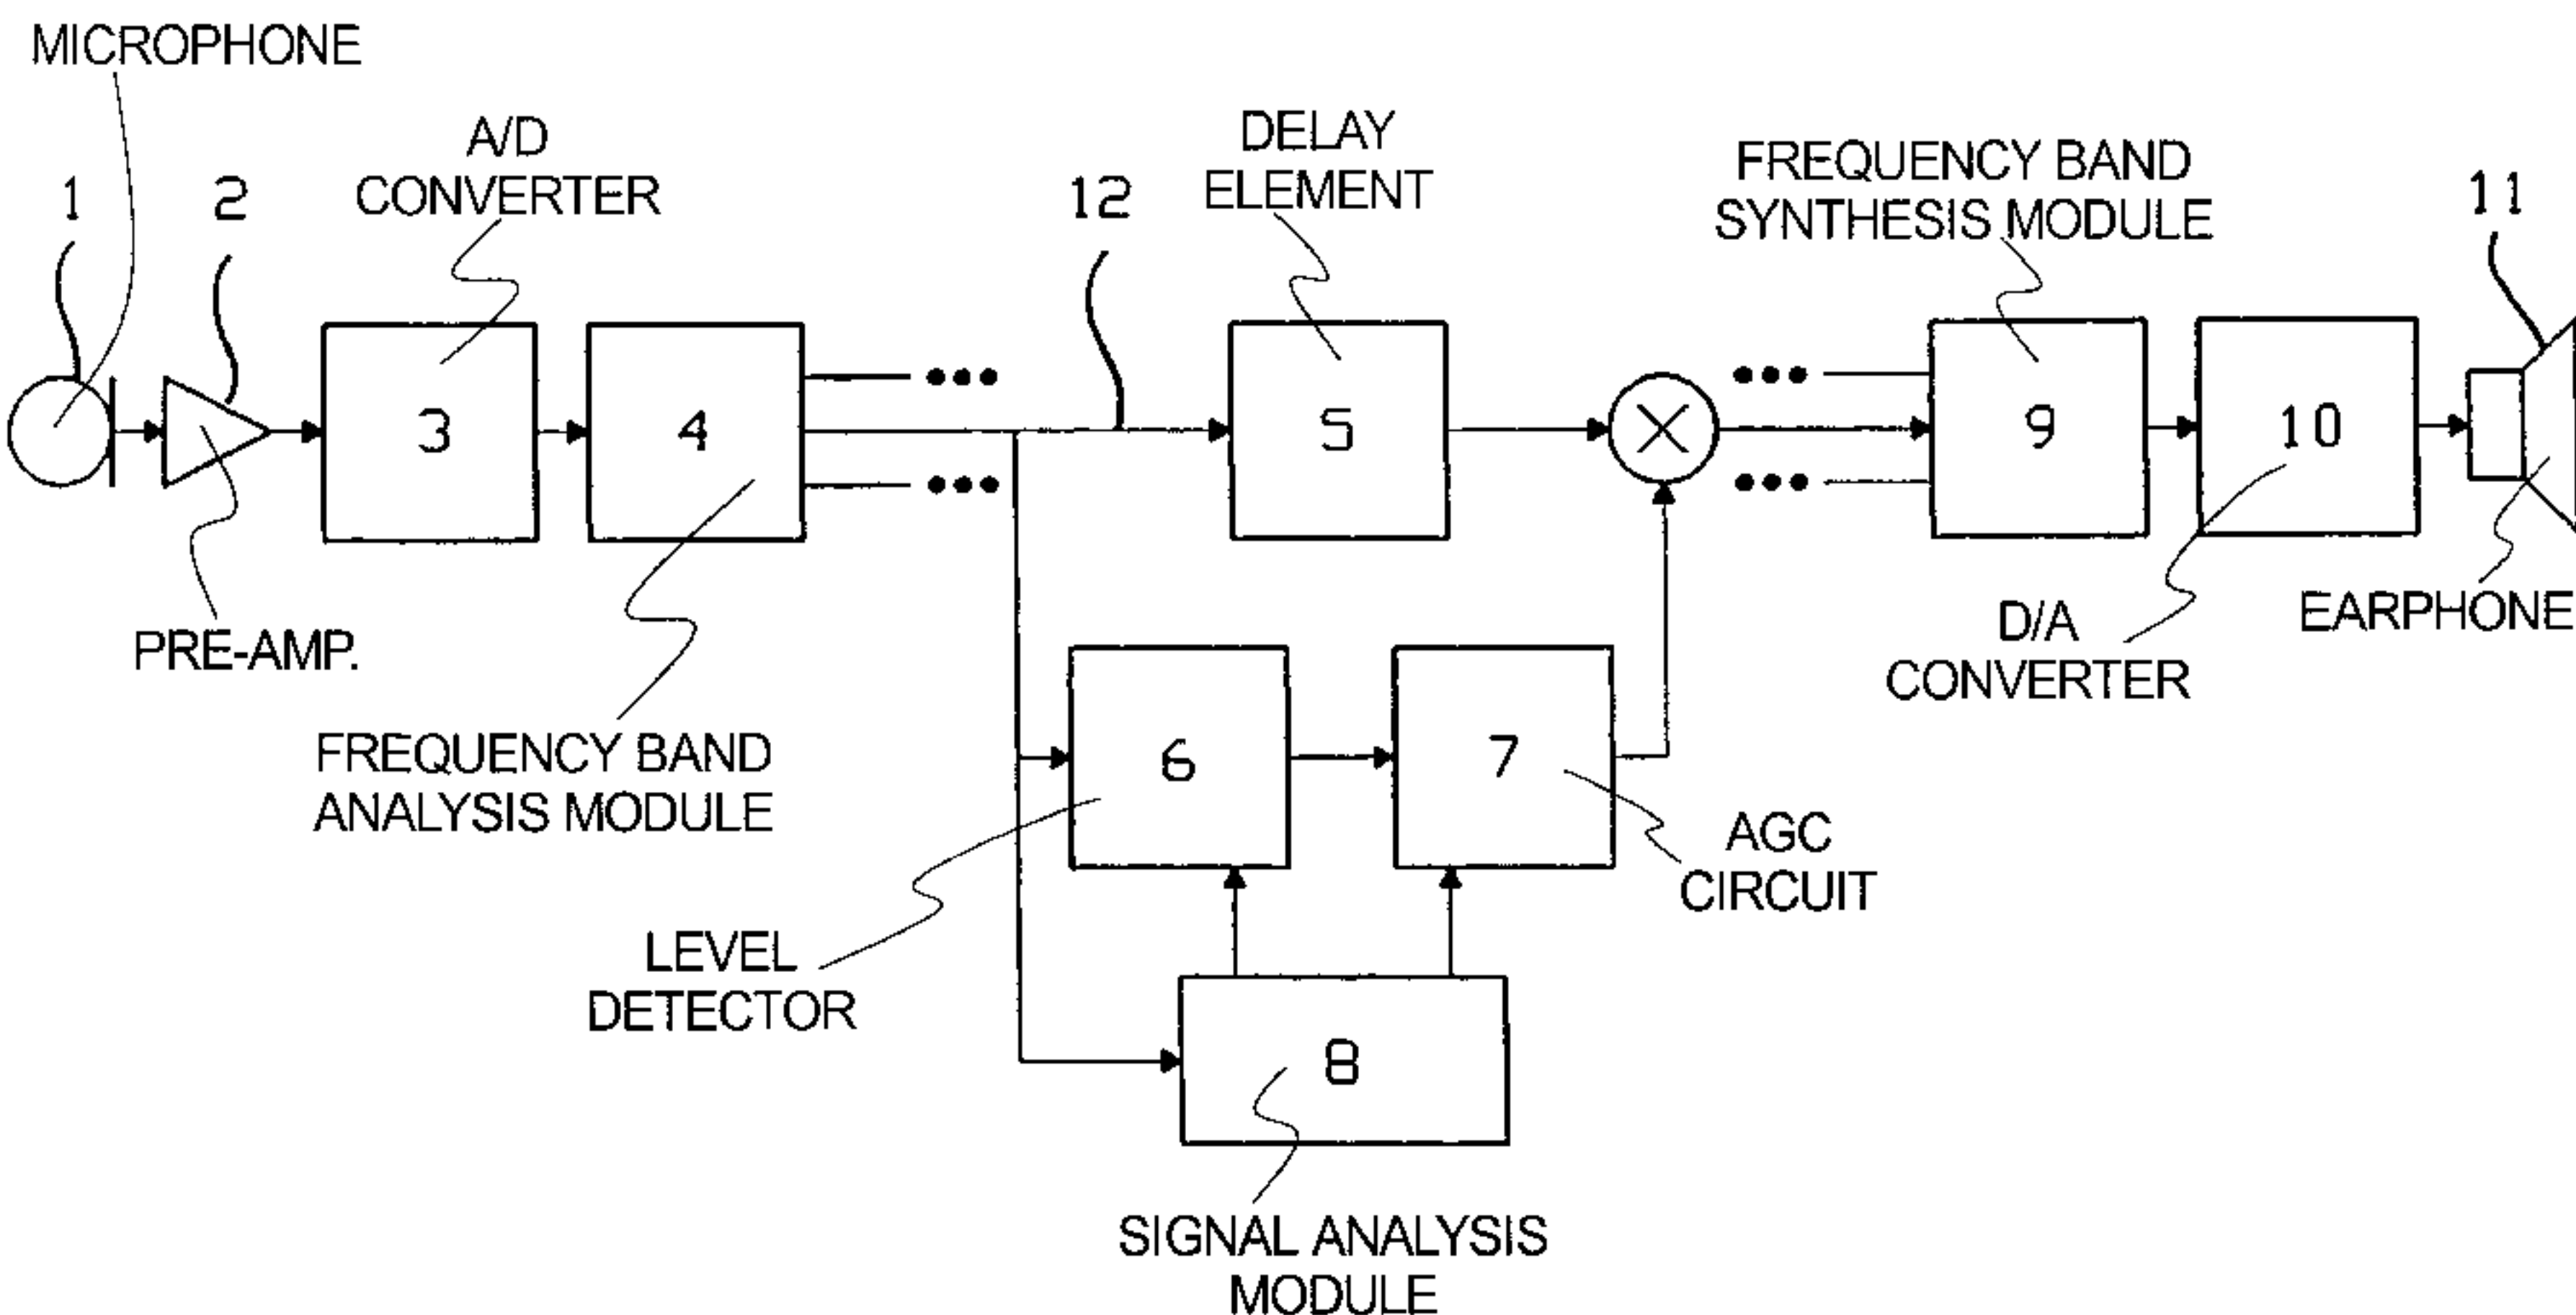 MICROPHONE
1
2
A/D
CONVERTER
12
DELAY
ELEMENT
FREQUENCY BAND
SYNTHESIS MODULE
11
3
4
5
9
10
PRE-AMP.
FREQUENCY BAND
ANALYSIS MODULE
6
7
D/A
CONVERTER
EARPHONE
AGC
CIRCUIT
LEVEL
DETECTOR
8
SIGNAL ANALYSIS
MODULE